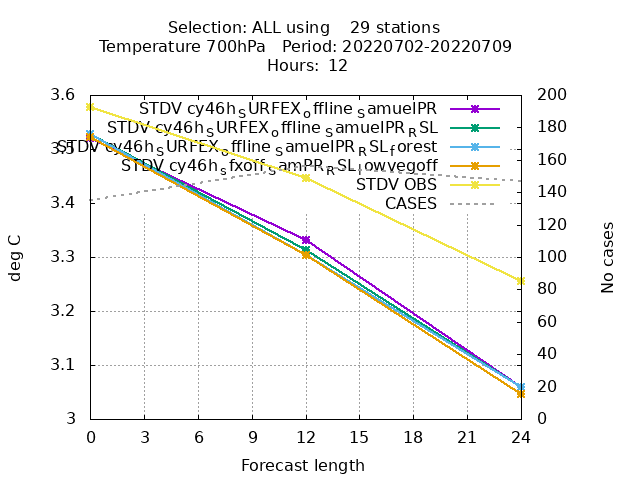 Selection: ALL using 29 stations
Temperature 700hPa Period: 20220702-20220709
Hours: 12
3.6
3.5
3.4
3.3
3.2
3.1
3
200
180
160
140
120
100
80
60
40
20
0
STDV cy46h_SURFEX_offline_SamueIPR
STDV cy46h_SURFEX_offline_SamueIPR_RSL
STDV cy46h_SURFEX_offline_SamueIPR_RSL_forest
STDV cy46h_sfxoff_SamPR_RSL_lowvegoff
STDV OBS
CASES
deg C
No cases
0 3 6 9 12 15 18 21 24
Forecast length